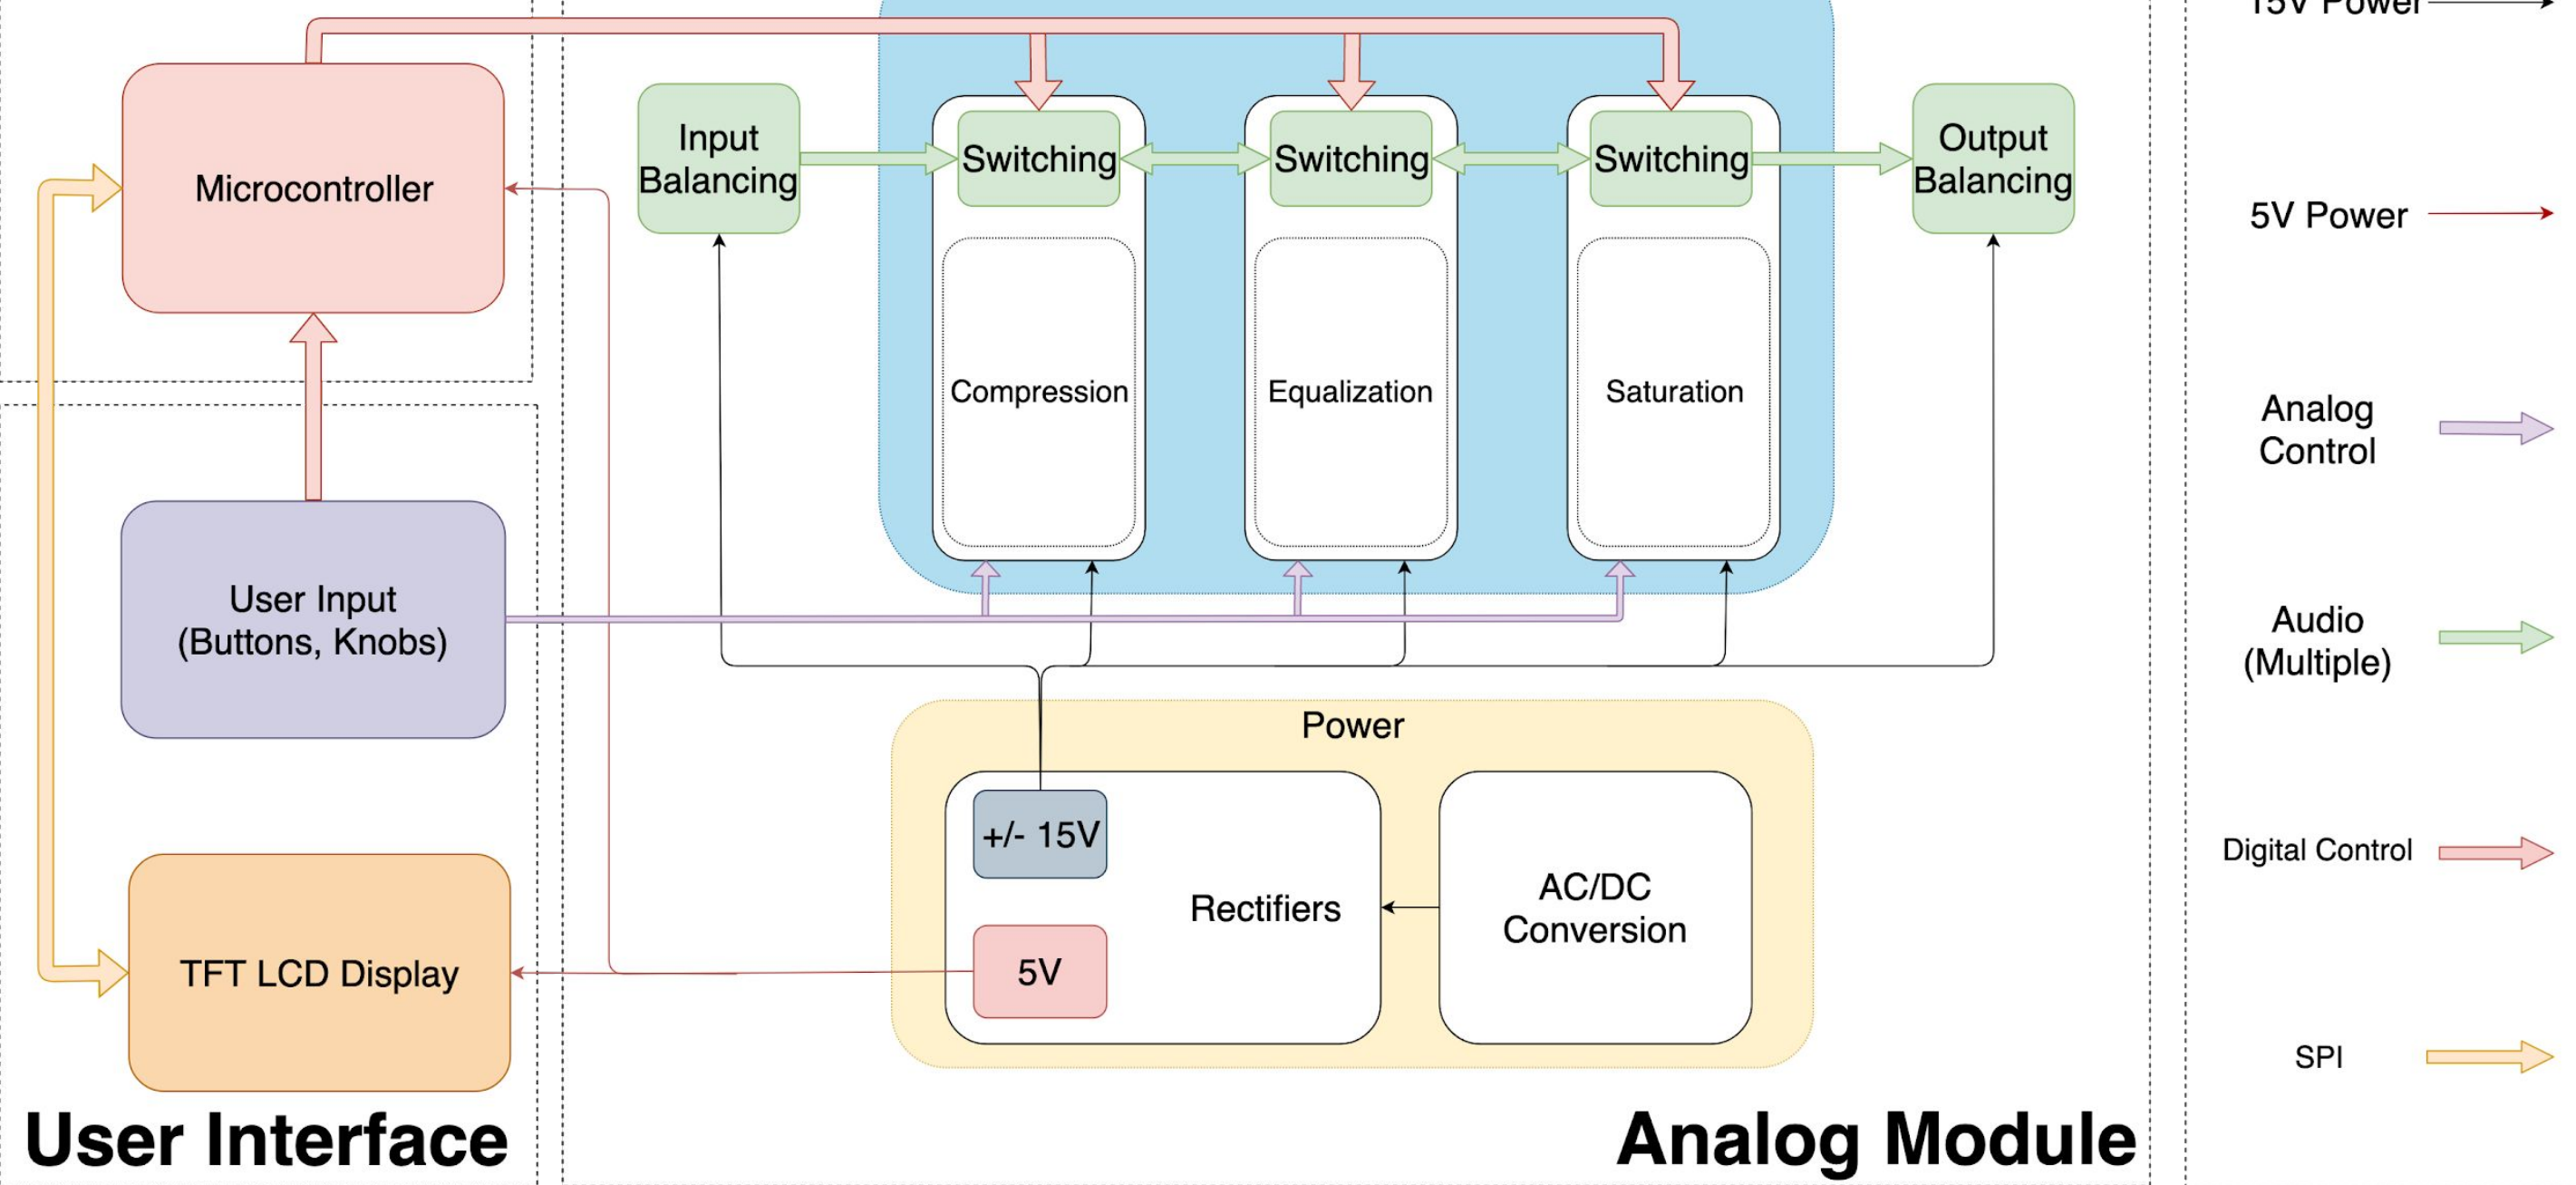 15V Power
Microcontroller
Input
Balancing
Switching
Switching
Switching
Output
Balancing
Compression
Equalization
Saturation
User Input
(Buttons, Knobs)
Power
+/- 15V
Rectifiers
AC/DC
Conversion
5V
TFT LCD Display
User Interface
Analog Module
5V Power
Analog
Control
Audio
(Multiple)
Digital Control
SPI